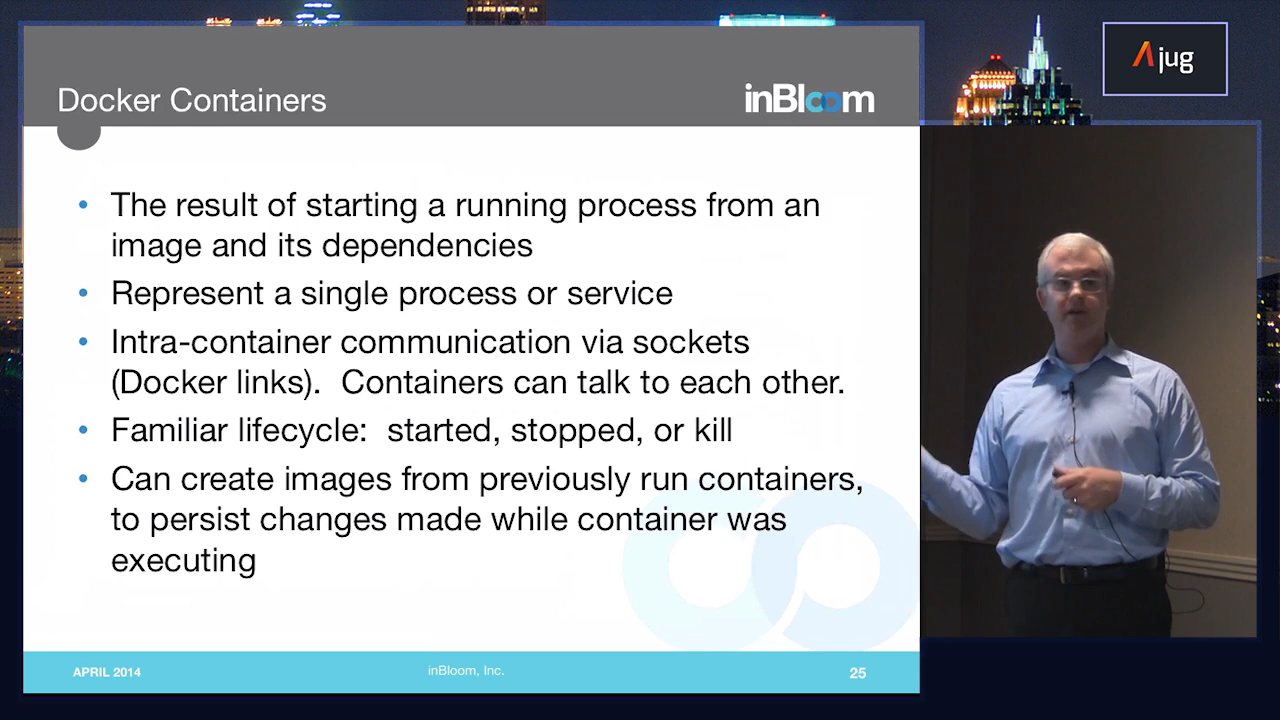 Docker Containers
inBloom
jug
• The result of starting a running process from an
image and its dependencies
• Represent a single process or service
• Intra-container communication via sockets
(Docker links).  Containers can talk to each other.
• Familiar lifecycle:  started, stopped, or kill
• Can create images from previously run containers,
to persist changes made while container was
executing
APRIL 2014
inBloom, Inc.
25